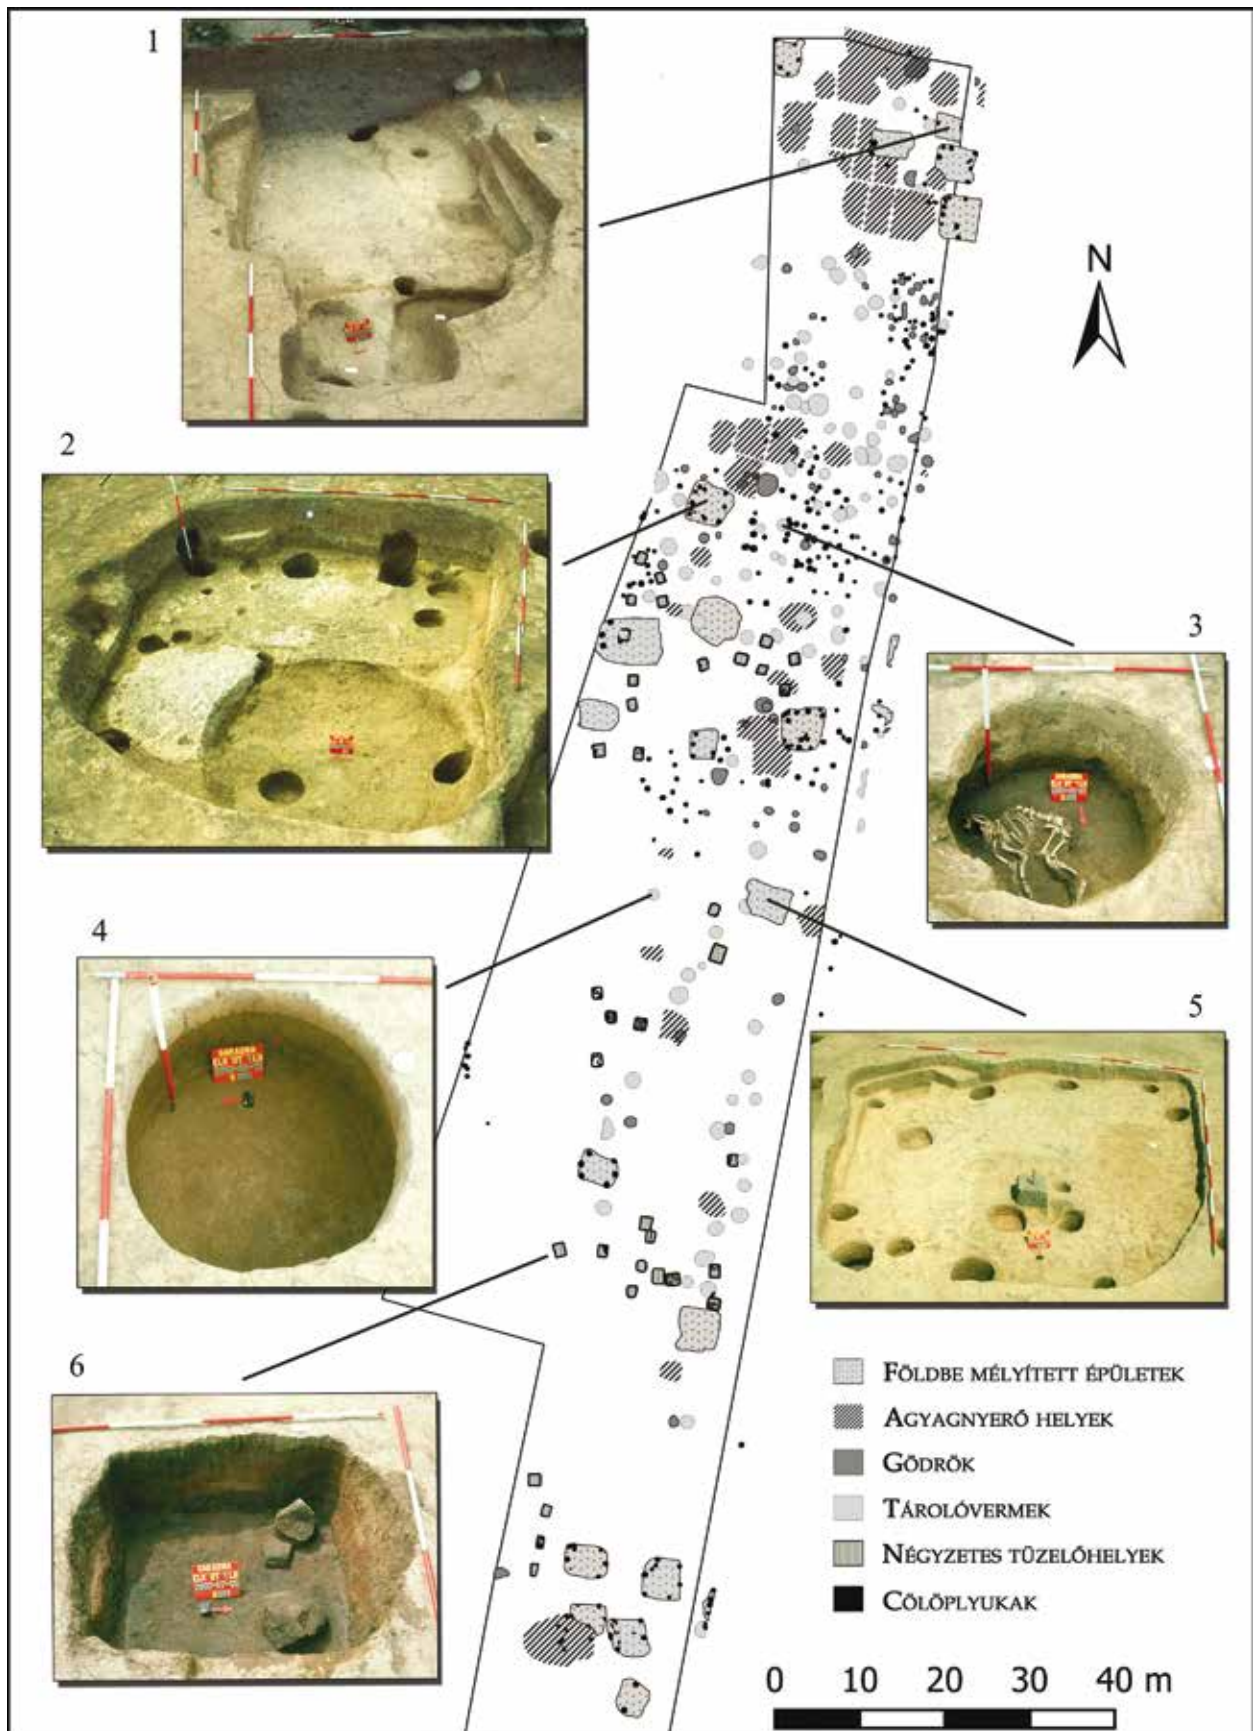 1
N
2
3
4
5
6
FÖLDBE MÉLYÍTETT ÉPÜLETEK
AGYAGNYERŐ HELYEK
GÖDRÖK
TÁROLÓVERMEK
NÉGYZETES TÜZELŐHELYEK
CÖLÖPLYUKAK
0 10 20 30 40 m